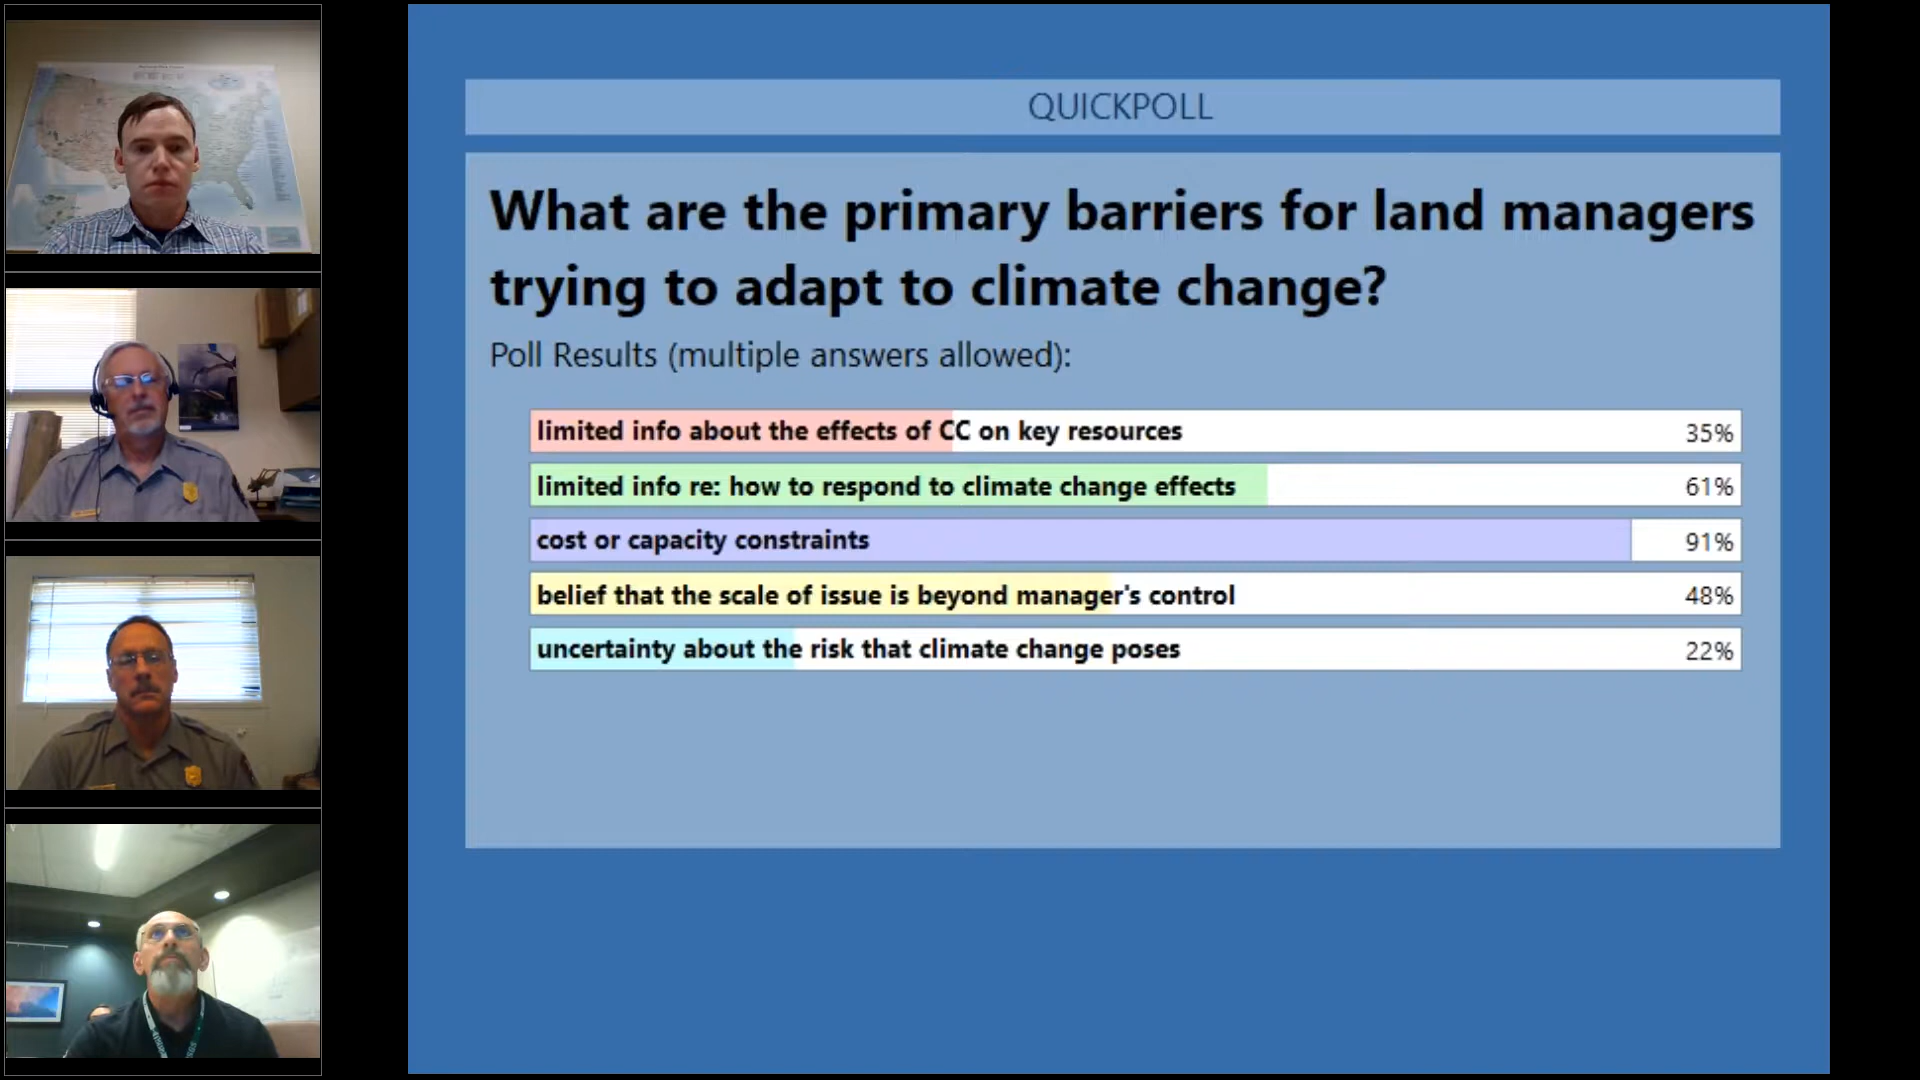 QUICKPOLL
What are the primary barriers for land managers
trying to adapt to climate change?
Poll Results (multiple answers allowed):
limited info about the effects of CC on key resources 35%
limited info re: how to respond to climate change effects 61%
cost or capacity constraints 91%
belief that the scale of issue is beyond manager's control 48%
uncertainty about the risk that climate change poses 22%